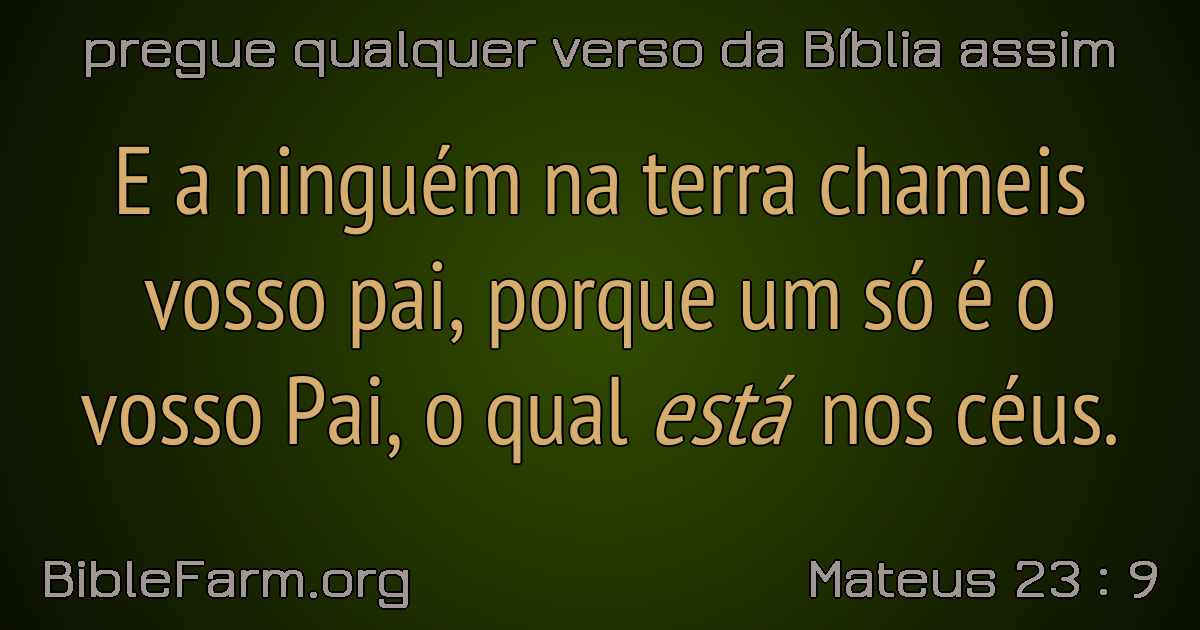 pregue qualquer verso da Bíblia assim
E a ninguém na terra chameis
vosso pai, porque um só é o
vosso Pai, o qual está nos céus.
BibleFarm.org
Mateus 23 : 9